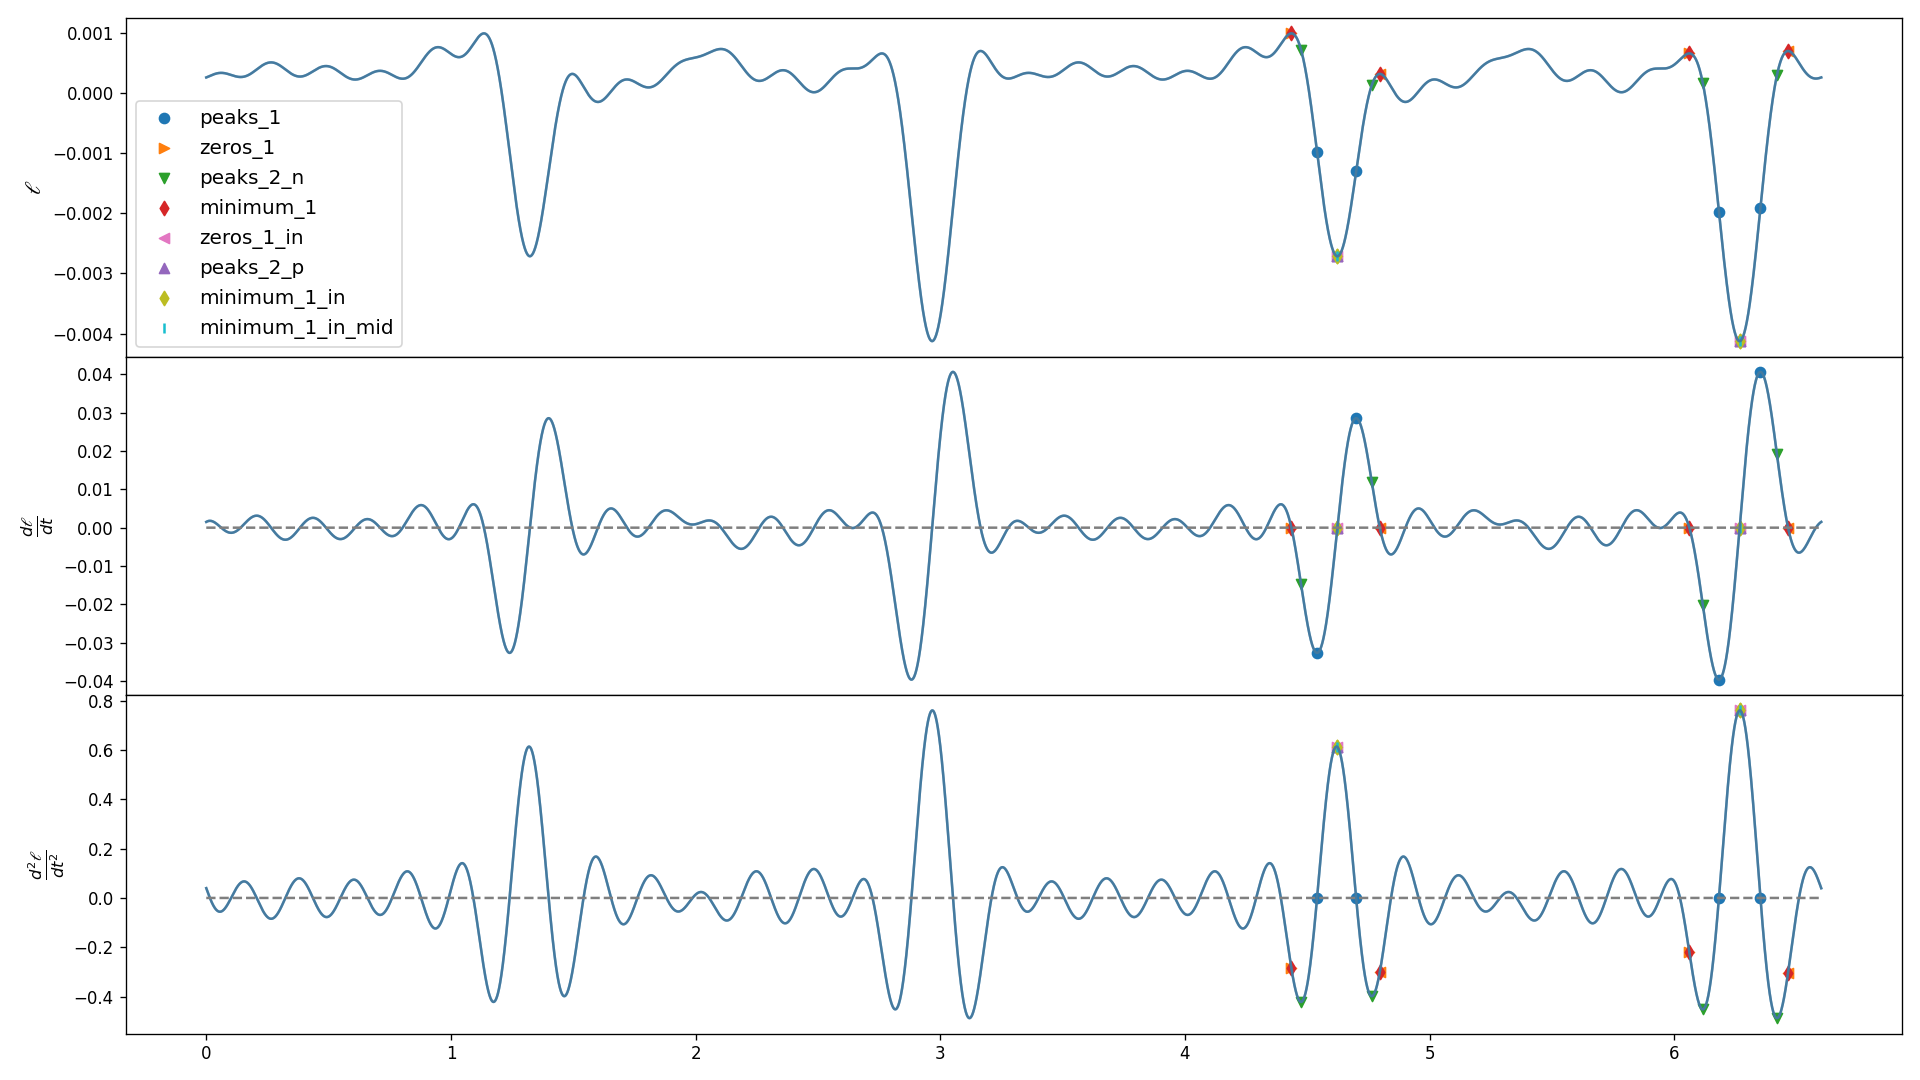 0.001
0.000
−0.001
−0.002
−0.003
−0.004
ℓ
peaks_1
zeros_1
peaks_2_n
minimum_1
zeros_1_in
peaks_2_p
minimum_1_in
minimum_1_in_mid
0.04
0.03
0.02
0.01
0.00
−0.01
−0.02
−0.03
−0.04
dℓ
dt
0.8
0.6
0.4
0.2
0.0
−0.2
−0.4
d²ℓ
dt²
0 1 2 3 4 5 6